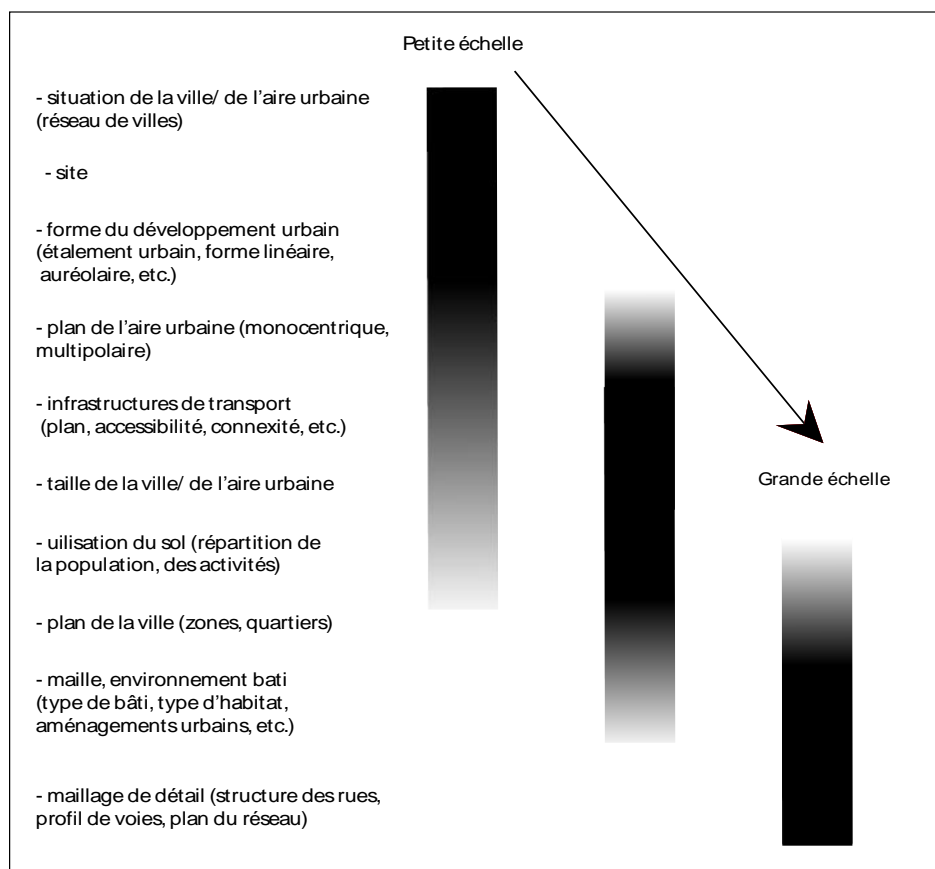 Petite échelle
- situation de la ville/ de l'aire urbaine
(réseau de villes)
- site
- forme du développement urbain
(étalement urbain, forme linéaire,
auréolaire, etc.)
- plan de l'aire urbaine (monocentrique,
multipolaire)
- infrastructures de transport
(plan, accessibilité, connexité, etc.)
- taille de la ville/ de l'aire urbaine
Grande échelle
- uilisation du sol (répartition de
la population, des activités)
- plan de la ville (zones, quartiers)
- maille, environnement bati
(type de bâti, type d'habitat,
aménagements urbains, etc.)
- maillage de détail (structure des rues,
profil de voies, plan du réseau)